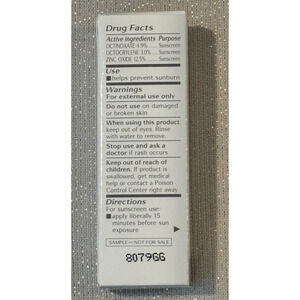 Drug Facts
Active ingredients Purpose
OCTINOXATE 4.9% ..... Sunscreen
OCTOCRYLENE 3.0% ... Sunscreen
ZINC OXIDE 12.5% ..... Sunscreen
Use
■ helps prevent sunburn
Warnings
For external use only
Do not use on damaged
or broken skin
When using this product
keep out of eyes. Rinse
with water to remove.
Stop use and ask a
doctor if rash occurs
Keep out of reach of
children. If product is
swallowed, get medical
help or contact a Poison
Control Center right away.
Directions
For sunscreen use:
■ apply liberally 15
minutes before sun
exposure
SAMPLE—NOT FOR SALE
8079GG